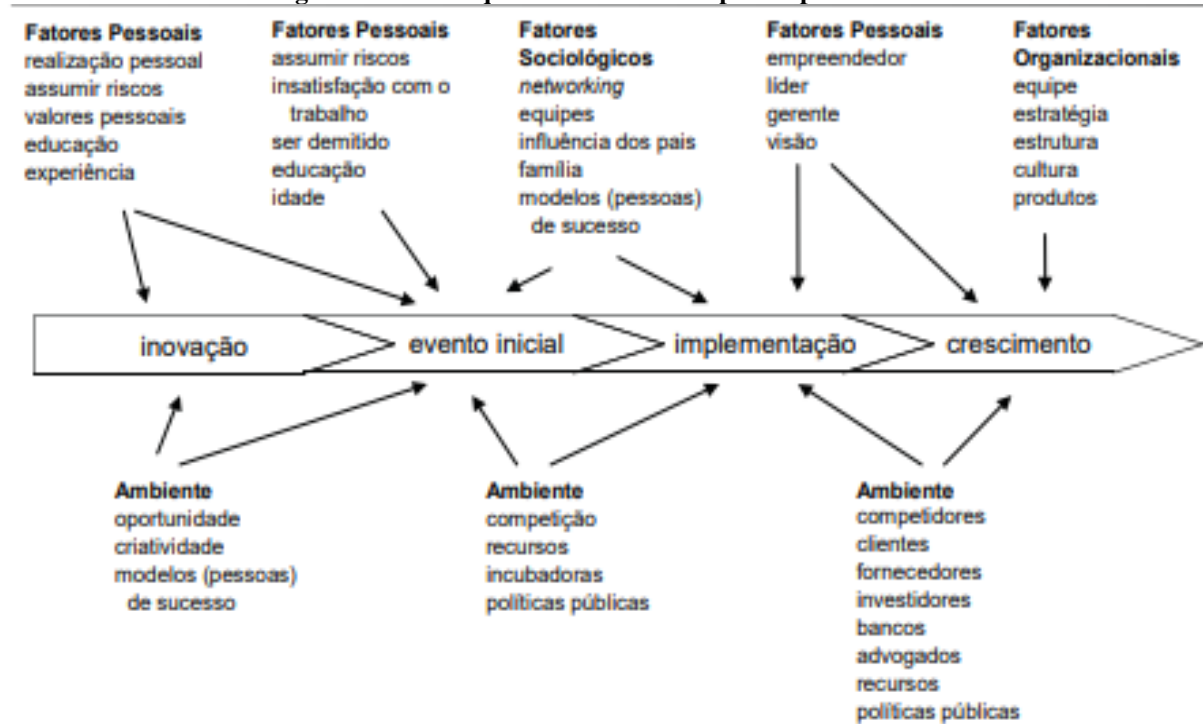 Fatores Pessoais
realização pessoal
assumir riscos
valores pessoais
educação
experiência
Fatores Pessoais
assumir riscos
insatisfação com o
trabalho
ser demitido
educação
idade
Fatores
Sociológicos
networking
equipes
influência dos pais
família
modelos (pessoas)
de sucesso
Fatores Pessoais
empreendedor
líder
gerente
visão
Fatores
Organizacionais
equipe
estratégia
estrutura
cultura
produtos
inovação
evento inicial
implementação
crescimento
Ambiente
oportunidade
criatividade
modelos (pessoas)
de sucesso
Ambiente
competição
recursos
incubadoras
políticas públicas
Ambiente
competidores
clientes
fornecedores
investidores
bancos
advogados
recursos
políticas públicas